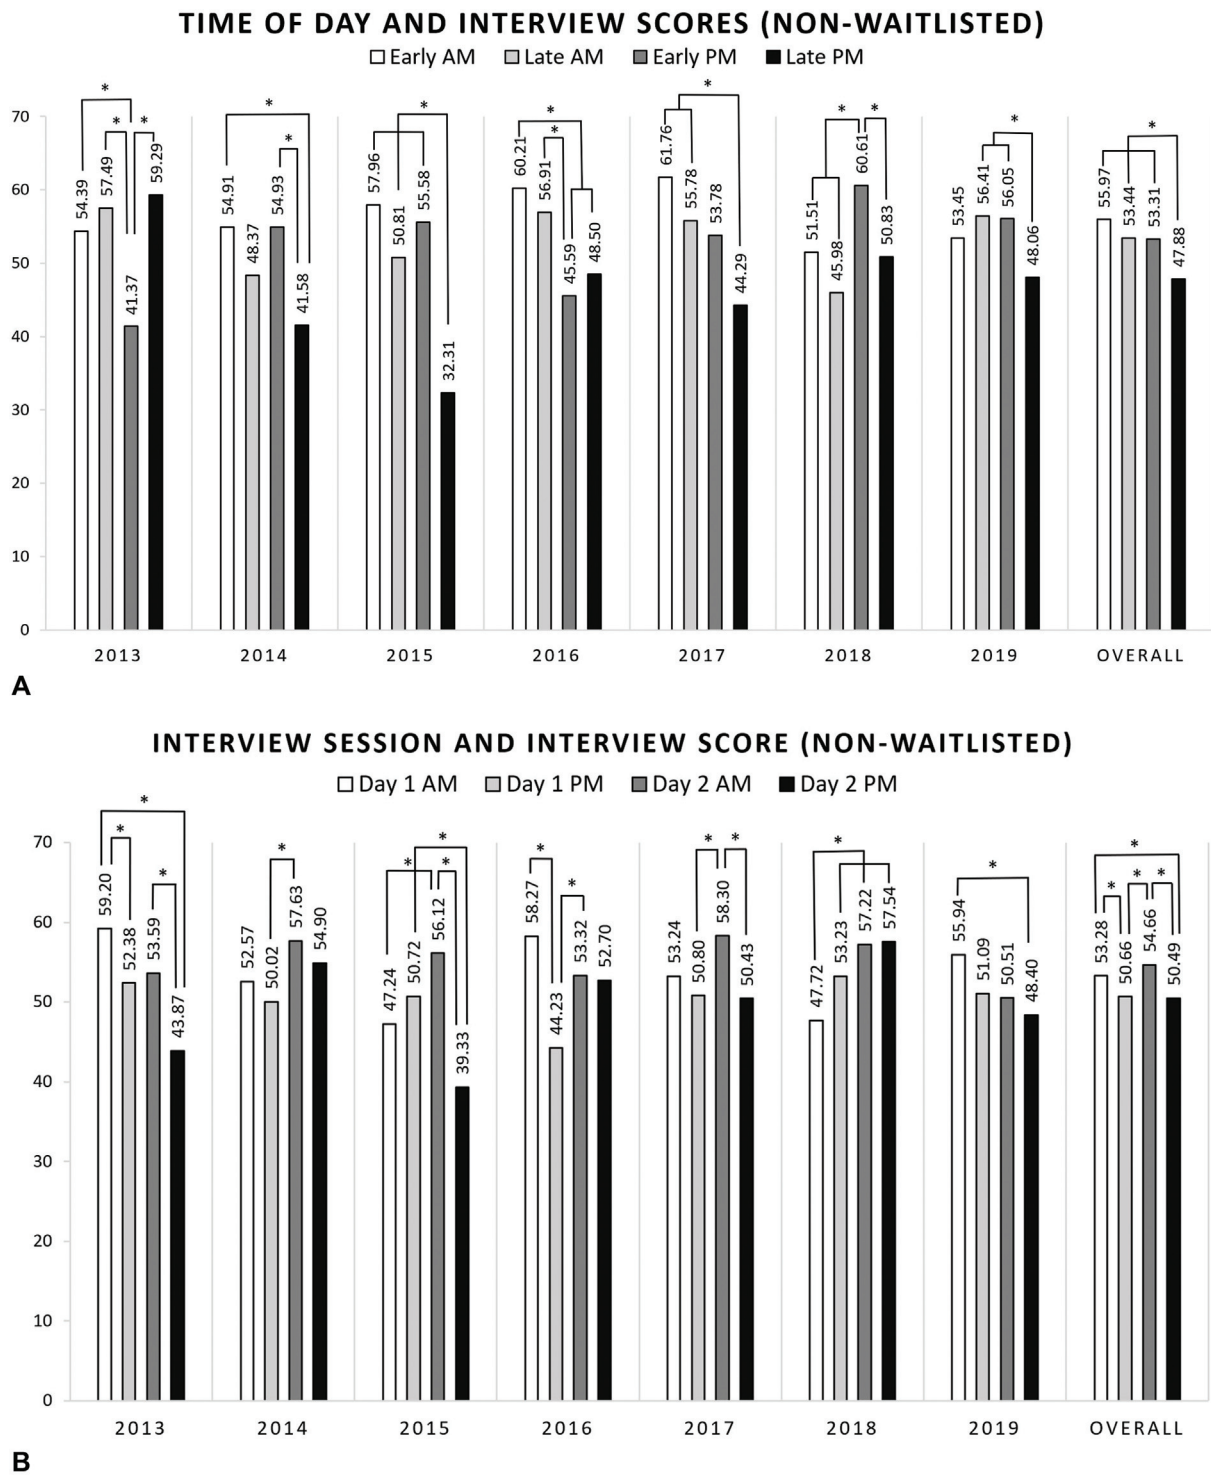 TIME OF DAY AND INTERVIEW SCORES (NON-WAITLISTED)
Early AM Late AM Early PM Late PM
70
60
50
40
30
20
10
0
* * *
54.39 57.49 41.37 59.29
* *
54.91 48.37 54.93 41.58
*
57.96 50.81 55.58 32.31
* *
60.21 56.91 45.59 48.50
*
61.76 55.78 53.78 44.29
* *
51.51 45.98 60.61 50.83
*
53.45 56.41 56.05 48.06
*
55.97 53.44 53.31 47.88
2013 2014 2015 2016 2017 2018 2019 OVERALL
A
INTERVIEW SESSION AND INTERVIEW SCORE (NON-WAITLISTED)
Day 1 AM Day 1 PM Day 2 AM Day 2 PM
70
60
50
40
30
20
10
0
* * *
59.20 52.38 53.59 43.87
*
52.57 50.02 57.63 54.90
* * *
47.24 50.72 56.12 39.33
* *
58.27 44.23 53.32 52.70
* *
53.24 50.80 58.30 50.43
*
47.72 53.23 57.22 57.54
*
55.94 51.09 50.51 48.40
* * * *
53.28 50.66 54.66 50.49
2013 2014 2015 2016 2017 2018 2019 OVERALL
B